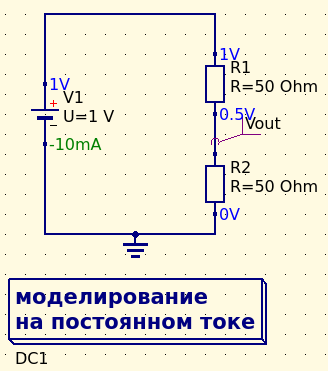 1V
R1
R=50 Ohm
1V
V1
U=1 V
0.5V
Vout
-10mA
R2
R=50 Ohm
0V
моделирование
на постоянном токе
DC1